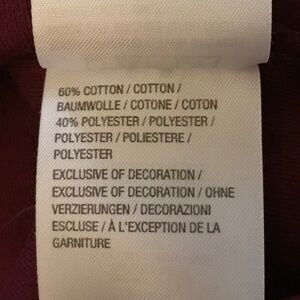 60% COTTON / COTTON /
BAUMWOLLE / COTONE / COTON
40% POLYESTER / POLYESTER /
POLYESTER / POLIESTERE /
POLYESTER
EXCLUSIVE OF DECORATION /
EXCLUSIVE OF DECORATION / OHNE
VERZIERUNGEN / DECORAZIONI
ESCLUSE / À L'EXCEPTION DE LA
GARNITURE